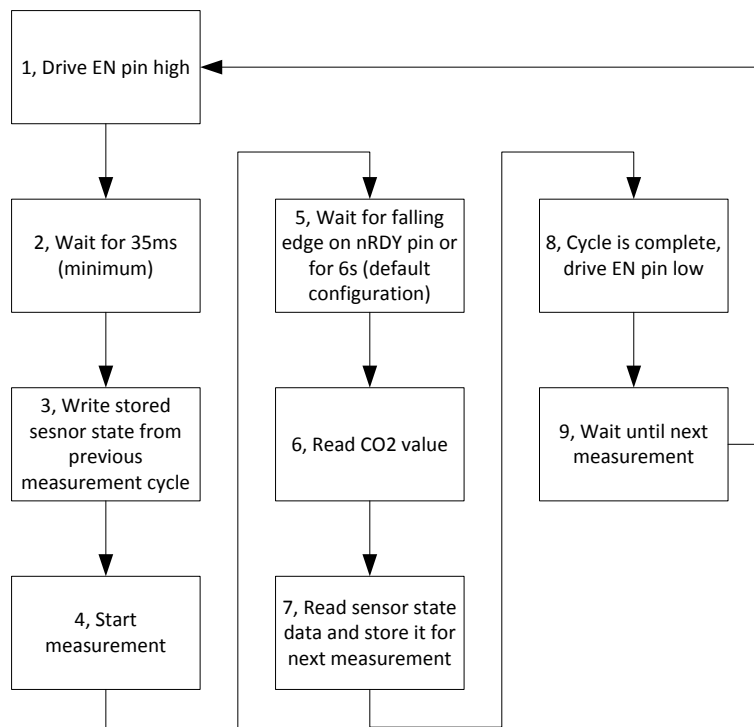 1, Drive EN pin high
2, Wait for 35ms
(minimum)
3, Write stored
sesnor state from
previous
measurement cycle
4, Start
measurement
5, Wait for falling
edge on nRDY pin or
for 6s (default
configuration)
6, Read CO2 value
7, Read sensor state
data and store it for
next measurement
8, Cycle is complete,
drive EN pin low
9, Wait until next
measurement